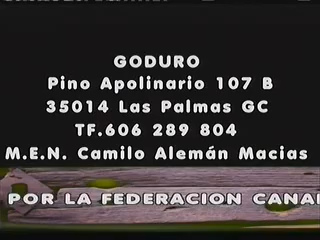 GODURO
Pino Apolinario 107 B
35014 Las Palmas GC
TF.606 289 804
M.E.N. Camilo Alemán Macias
POR LA FEDERACION CANA